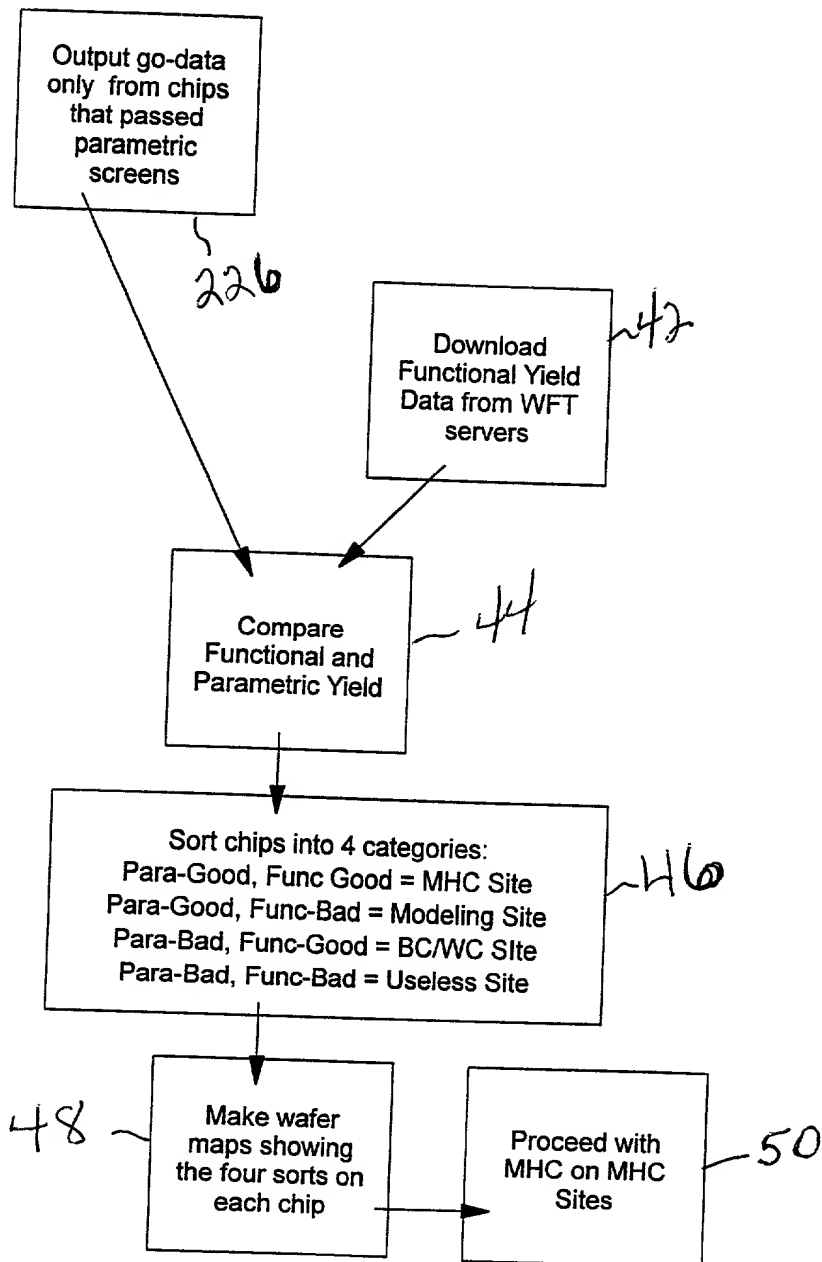 Output go-data
only from chips
that passed
parametric
screens
226
Download
Functional Yield
Data from WFT
servers
42
Compare
Functional and
Parametric Yield
44
Sort chips into 4 categories:
Para-Good, Func Good = MHC Site
Para-Good, Func-Bad = Modeling Site
Para-Bad, Func-Good = BC/WC SIte
Para-Bad, Func-Bad = Useless Site
46
48
Make wafer
maps showing
the four sorts on
each chip
Proceed with
MHC on MHC
Sites
50